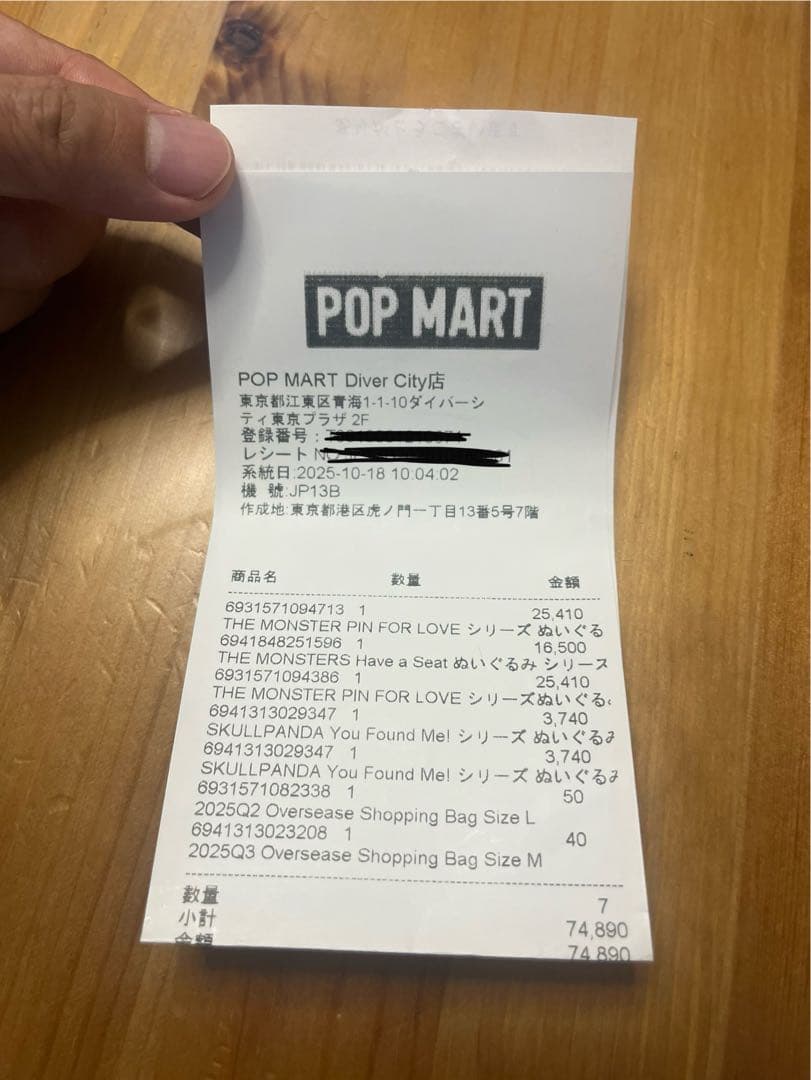 POP MART
POP MART Diver City店
東京都江東区青海1-1-10ダイバーシ
ティ東京プラザ 2F
登録番号:
レシート NO
系統日:2025-10-18 10:04.02
機 號:JP13B
作成地:東京都港区虎ノ門一丁目13番5号7階
商品名 数量 金額
6931571094713 1 25,410
THE MONSTER PIN FOR LOVE シリーズ ぬいぐる
6941848251596 1 16,500
THE MONSTERS Have a Seat ぬいぐるみ シリーズ
6931571094386 1 25,410
THE MONSTER PIN FOR LOVE シリーズぬいぐる
6941313029347 1 3,740
SKULLPANDA You Found Me! シリーズ ぬいぐるみ
6941313029347 1 3,740
SKULLPANDA You Found Me! シリーズ ぬいぐるみ
6931571082338 1 50
2025Q2 Oversease Shopping Bag Size L
6941313023208 1 40
2025Q3 Oversease Shopping Bag Size M
数量 7
小計 74,890
金額 74,890